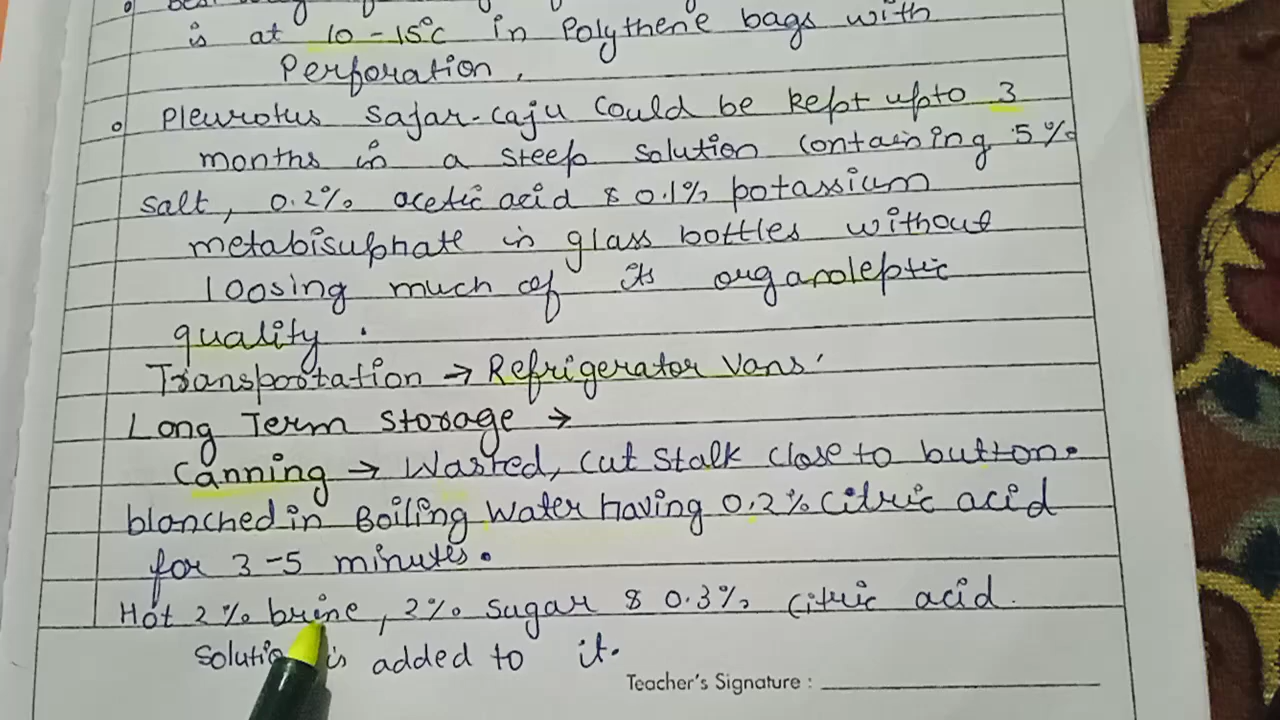 is at 10-15°C in Polythene bags with
Perforation.
Pleurotus Sajar-caju could be kept upto 3
months in a steep solution containing 5%
salt, 0.2% acetic acid & 0.1% potassium
metabisuphate in glass bottles without
loosing much of its organoleptic
quality.
Transportation → Refrigerator Vans
Long Term Storage →
Canning → Wasted, cut stalk close to button.
blanched in Boiling Water having 0.2% citric acid
for 3-5 minutes.
Hot 2% brine, 2% sugar & 0.3% citric acid.
Solution is added to it.
Teacher's Signature :